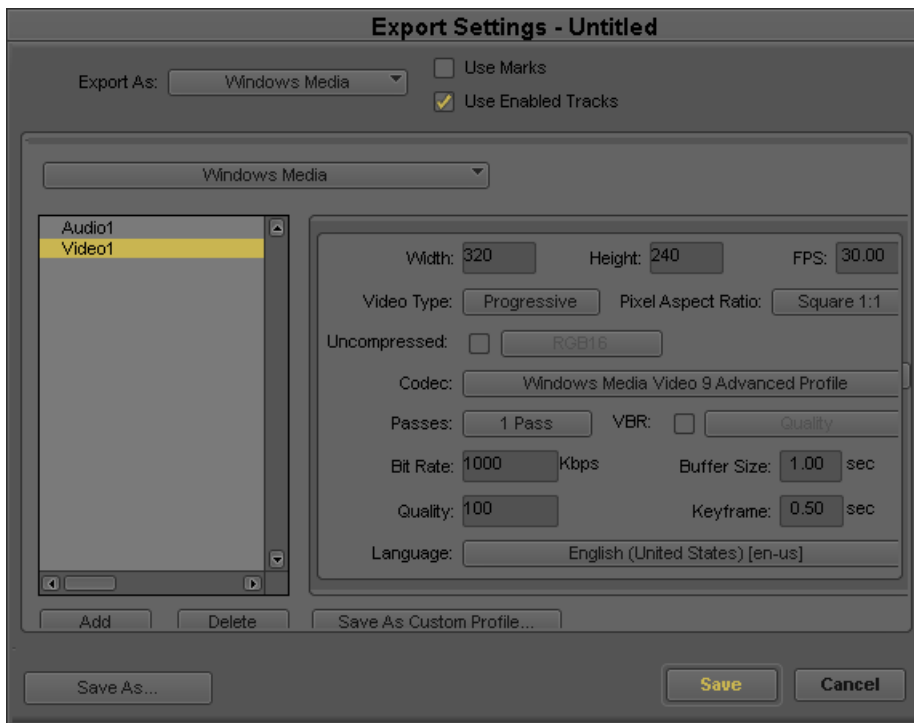 Export Settings - Untitled
Export As: Windows Media
Use Marks
Use Enabled Tracks
Windows Media
Audio1
Video1
Width: 320 Height: 240 FPS: 30.00
Video Type: Progressive Pixel Aspect Ratio: Square 1:1
Uncompressed: RGB16
Codec: Windows Media Video 9 Advanced Profile
Passes: 1 Pass VBR: Quality
Bit Rate: 1000 Kbps Buffer Size: 1.00 sec
Quality: 100 Keyframe: 0.50 sec
Language: English (United States) [en-us]
Add Delete Save As Custom Profile...
Save As... Save Cancel